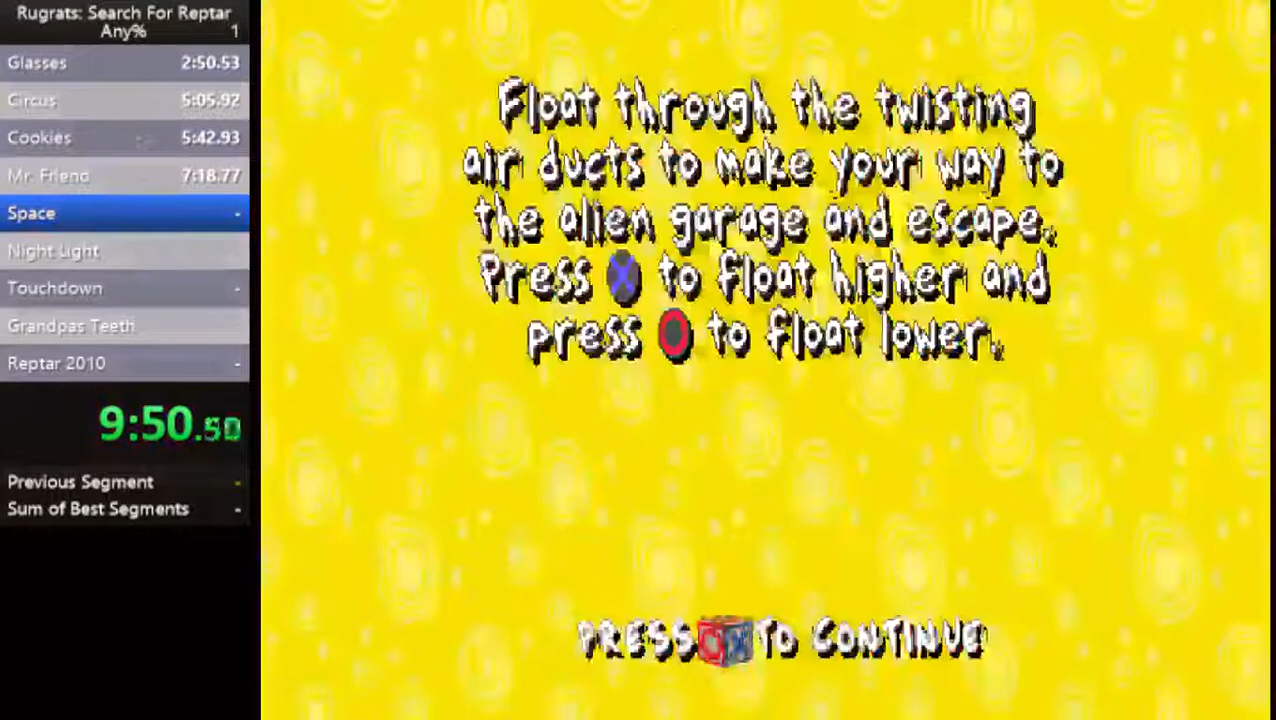 Rugrats: Search For Reptar
Any% 1
Glasses 2:50.53
Circus 5:05.92
Cookies 5:42.93
Mr. Friend 7:18.77
Space -
Night Light -
Touchdown -
Grandpas Teeth -
Reptar 2010 -
9:50.50
Previous Segment -
Sum of Best Segments -
Float through the twisting
air ducts to make your way to
the alien garage and escape.
Press X to float higher and
press O to float lower.
PRESS O X TO CONTINUE